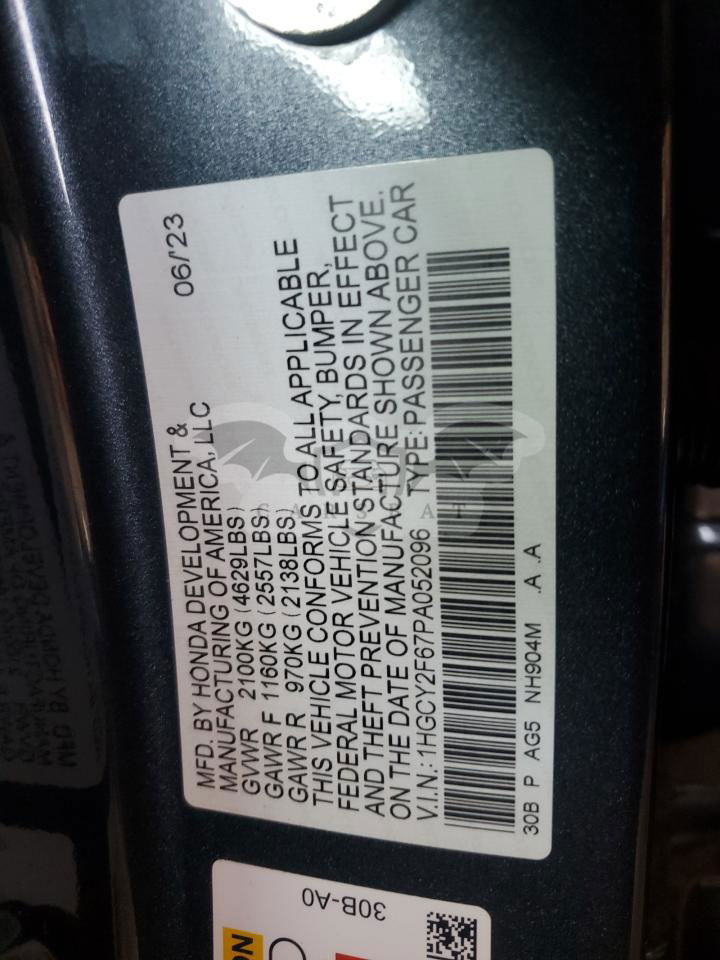 06/'23
MFD. BY HONDA DEVELOPMENT &
MANUFACTURING OF AMERICA, LLC
GVWR 2100KG (4629LBS)
GAWR F 1160KG (2557LBS)
GAWR R 970KG (2138LBS)
THIS VEHICLE CONFORMS TO ALL APPLICABLE
FEDERAL MOTOR VEHICLE SAFETY, BUMPER,
AND THEFT PREVENTION STANDARDS IN EFFECT
ON THE DATE OF MANUFACTURE SHOWN ABOVE.
V.I.N.: 1HGCY2F67PA052096 TYPE: PASSENGER CAR
30B P AG5 NH904M .A .A
30B-A0